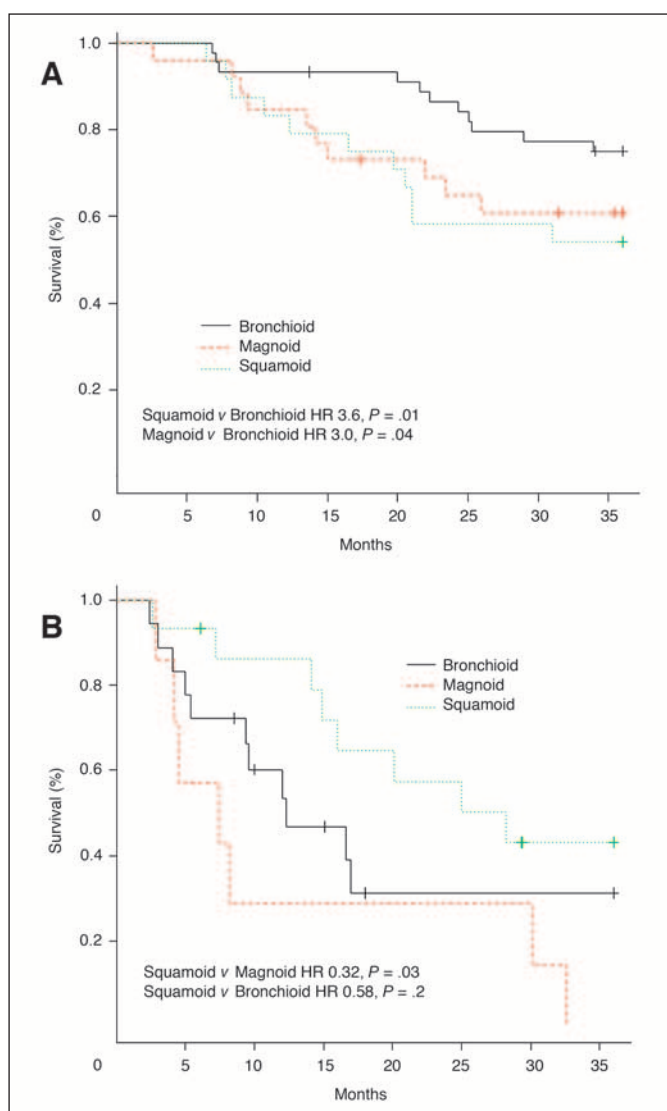 A
1.0
0.8
0.6
0.4
0.2
0
Survival (%)
Bronchioid
Magnoid
Squamoid
Squamoid v Bronchioid HR 3.6, P = .01
Magnoid v Bronchioid HR 3.0, P = .04
5 10 15 20 25 30 35
Months
B
1.0
0.8
0.6
0.4
0.2
0
Survival (%)
Bronchioid
Magnoid
Squamoid
Squamoid v Magnoid HR 0.32, P = .03
Squamoid v Bronchioid HR 0.58, P = .2
5 10 15 20 25 30 35
Months